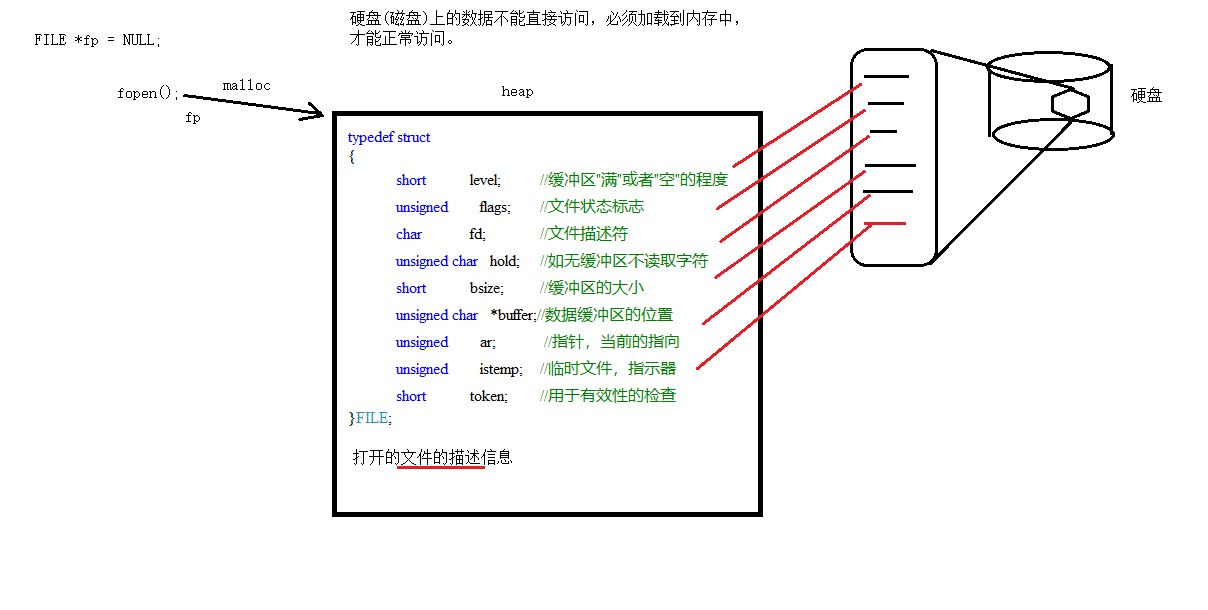 硬盘(磁盘)上的数据不能直接访问，必须加载到内存中，
才能正常访问。
FILE *fp = NULL;
fopen();
malloc
fp
heap
硬盘
typedef struct
{
short level; //缓冲区"满"或者"空"的程度
unsigned flags; //文件状态标志
char fd; //文件描述符
unsigned char hold; //如无缓冲区不读取字符
short bsize; //缓冲区的大小
unsigned char *buffer;//数据缓冲区的位置
unsigned ar; //指针，当前的指向
unsigned istemp; //临时文件，指示器
short token; //用于有效性的检查
}FILE;
打开的文件的描述信息